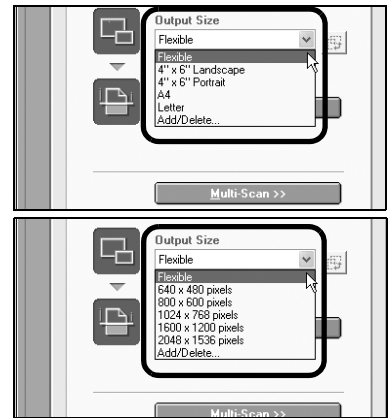 Output Size
Flexible
Flexible
4" x 6" Landscape
4" x 6" Portrait
A4
Letter
Add/Delete...
Multi-Scan >>
Output Size
Flexible
Flexible
640 x 480 pixels
800 x 600 pixels
1024 x 768 pixels
1600 x 1200 pixels
2048 x 1536 pixels
Add/Delete...
Multi-Scan >>